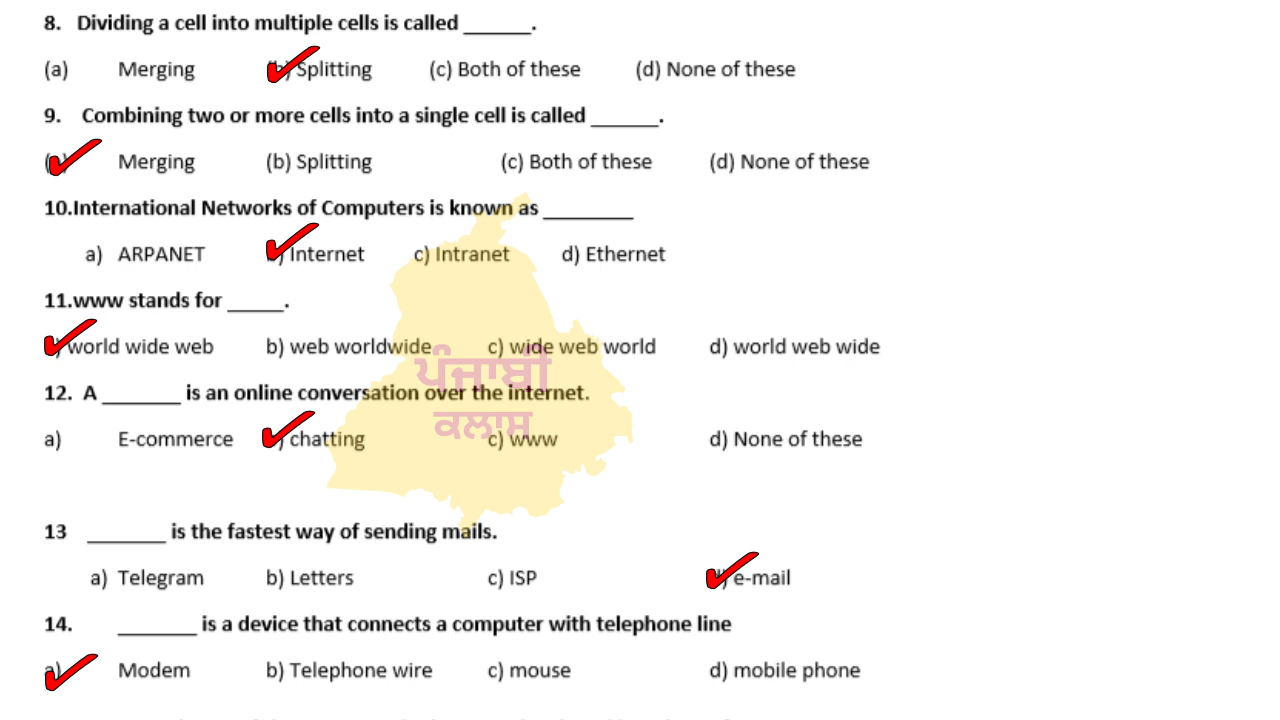 8. Dividing a cell into multiple cells is called ______.
(a) Merging (b) Splitting (c) Both of these (d) None of these
9. Combining two or more cells into a single cell is called ______.
Merging (b) Splitting (c) Both of these (d) None of these
10.International Networks of Computers is known as ________
a) ARPANET Internet c) Intranet d) Ethernet
11.www stands for _____.
world wide web b) web worldwide c) wide web world d) world web wide
ਪੰਜਾਬੀ
12. A _______ is an online conversation over the internet.
ਕਲਾਸ
a) E-commerce chatting c) www d) None of these
13 _______ is the fastest way of sending mails.
a) Telegram b) Letters c) ISP e-mail
14. _______ is a device that connects a computer with telephone line
a) Modem b) Telephone wire c) mouse d) mobile phone